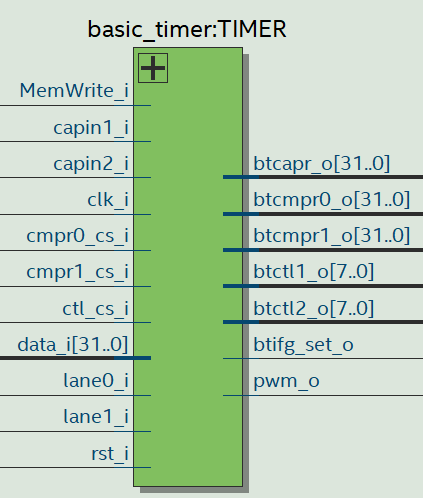 basic_timer:TIMER
MemWrite_i
capin1_i
capin2_i
clk_i
cmpr0_cs_i
cmpr1_cs_i
ctl_cs_i
data_i[31..0]
lane0_i
lane1_i
rst_i
btcapr_o[31..0]
btcmpr0_o[31..0]
btcmpr1_o[31..0]
btctl1_o[7..0]
btctl2_o[7..0]
btifg_set_o
pwm_o